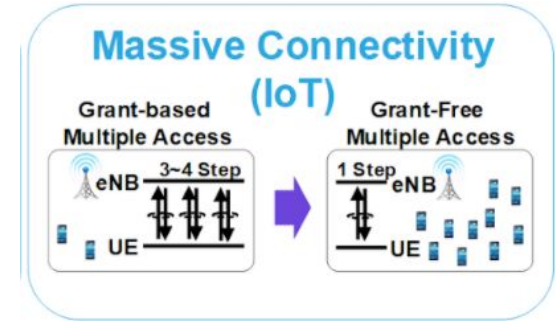 Massive Connectivity
(IoT)
Grant-based
Multiple Access
3~4 Step
eNB
UE
Grant-Free
Multiple Access
1 Step
eNB
UE